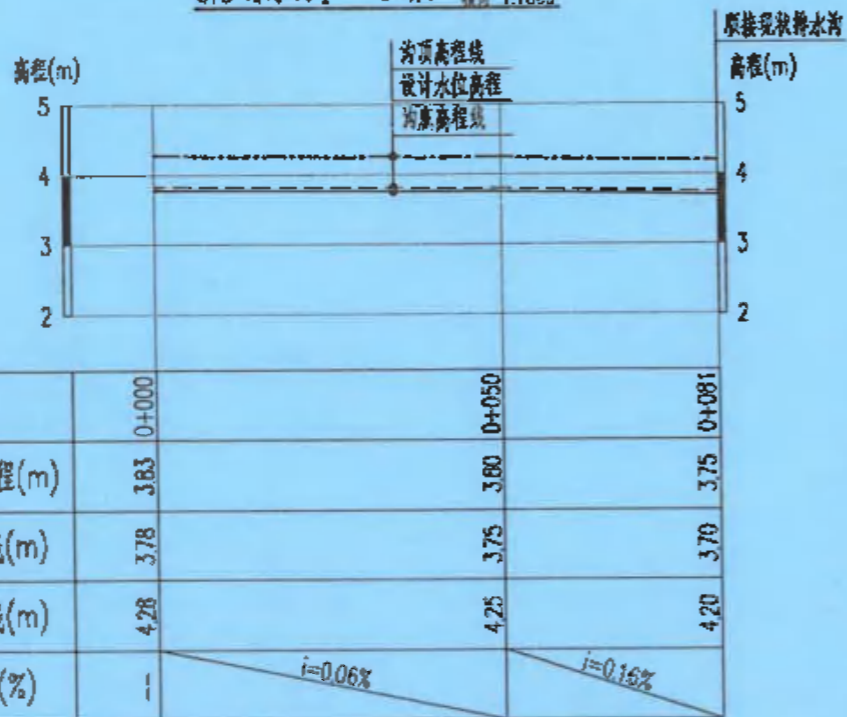 原接现状排水沟
高程(m)
沟顶高程线
设计水位高程
沟底高程线
高程(m)
5
4
3
2
5
4
3
2
0+000
0+050
0+081
程(m)
3.83
3.80
3.75
(m)
3.78
3.75
3.70
(m)
4.28
4.25
4.20
(%)
i
i=0.06%
i=0.16%